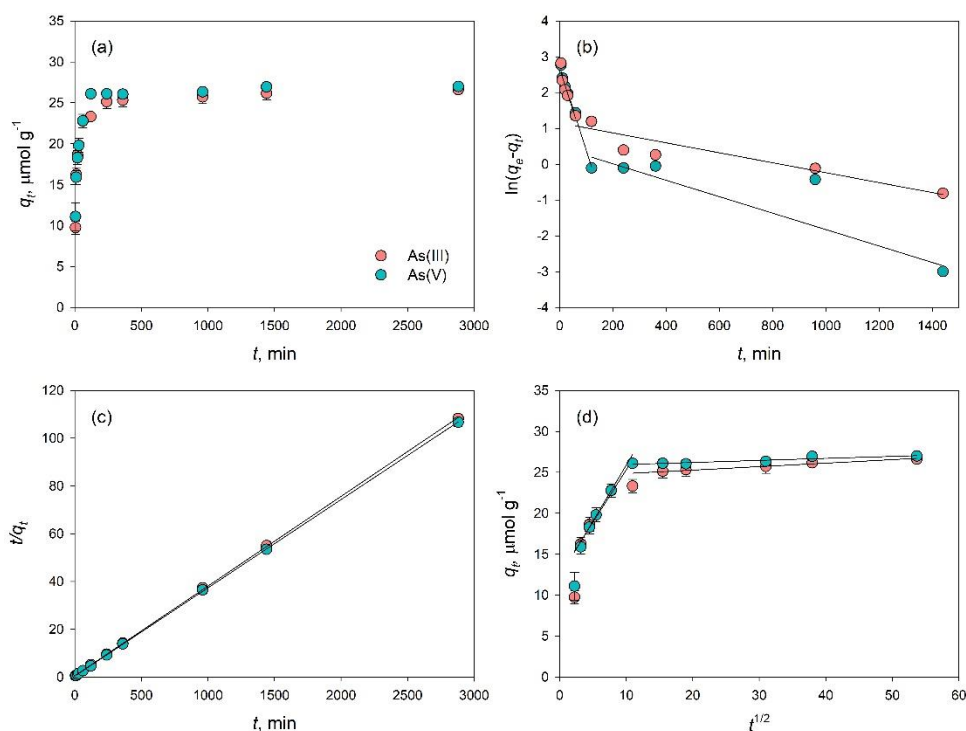 (a)
35
30
25
20
15
10
5
0
q_t, μmol g⁻¹
As(III)
As(V)
0 500 1000 1500 2000 2500 3000
t, min
(b)
4
3
2
1
0
-1
-2
-3
-4
ln(q_e-q_t)
0 200 400 600 800 1000 1200 1400
t, min
(c)
120
100
80
60
40
20
0
t/q_t
0 500 1000 1500 2000 2500 3000
t, min
(d)
35
30
25
20
15
10
5
0
q_t, μmol g⁻¹
0 10 20 30 40 50 60
t^1/2